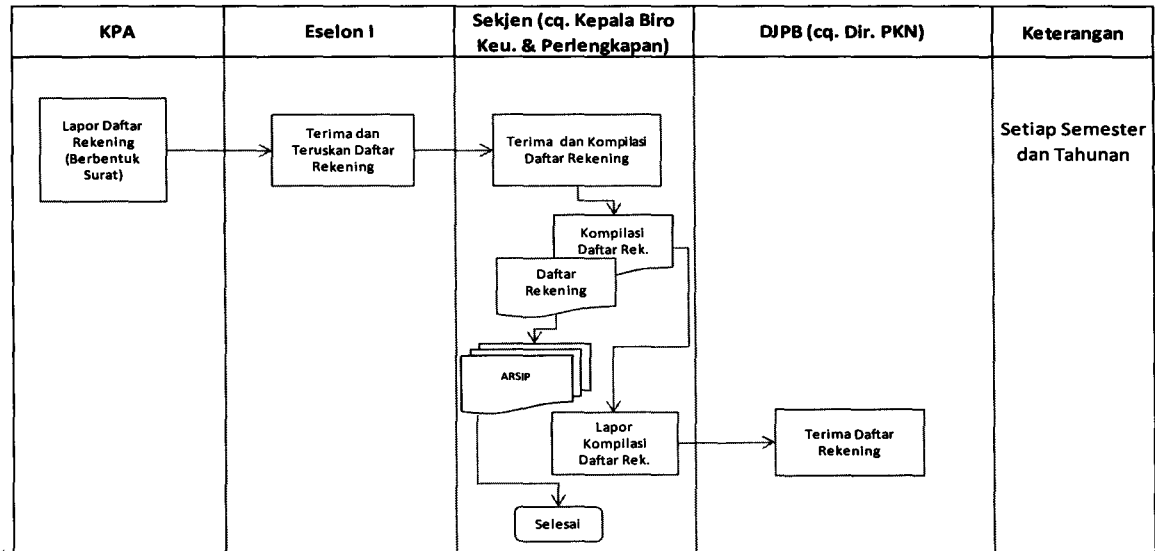 KPA
Eselon I
Sekjen (cq. Kepala Biro
Keu. & Perlengkapan)
DJPB (cq. Dir. PKN)
Keterangan
Lapor Daftar
Rekening
(Berbentuk
Surat)
Terima dan
Teruskan Daftar
Rekening
Terima dan Kompilasi
Daftar Rekening
Setiap Semester
dan Tahunan
Kompilasi
Daftar Rek.
Daftar
Rekening
ARSIP
Lapor
Kompilasi
Daftar Rek.
Terima Daftar
Rekening
Selesai